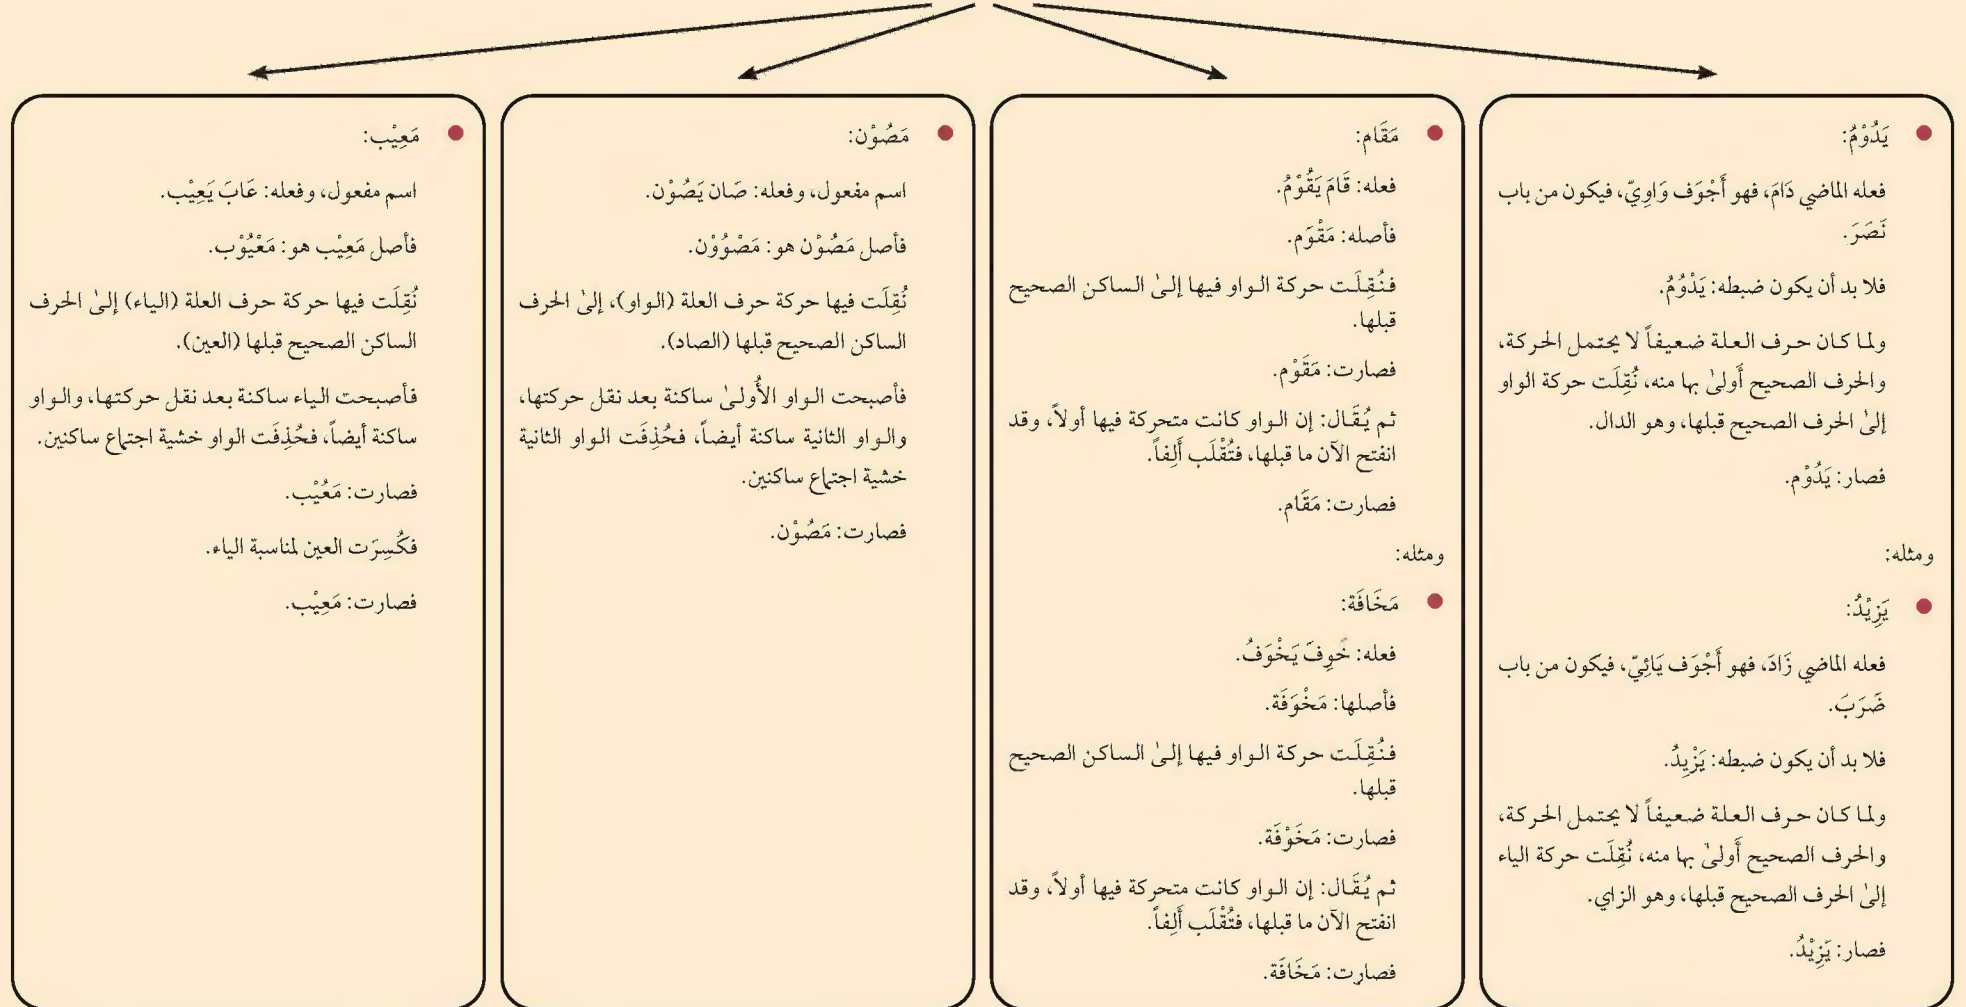 يَدُوْمُ:
فعله الماضي دَامَ، فهو أَجْوَف وَاوِيّ، فيكون من باب
نَصَرَ.
فلا بد أن يكون ضبطه: يَدْوُمُ.
ولما كان حرف العلة ضعيفاً لا يحتمل الحركة،
والحرف الصحيح أَولىٰ بها منه، نُقِلَت حركة الواو
إلىٰ الحرف الصحيح قبلها، وهو الدال.
فصار: يَدُوْم.
ومثله:
يَزِيْدُ:
فعله الماضي زَادَ، فهو أَجْوَف يَائِيّ، فيكون من باب
ضَرَبَ.
فلا بد أن يكون ضبطه: يَزْيِدُ.
ولما كان حرف العلة ضعيفاً لا يحتمل الحركة،
والحرف الصحيح أَولىٰ بها منه، نُقِلَت حركة الياء
إلىٰ الحرف الصحيح قبلها، وهو الزاي.
فصار: يَزِيْدُ.
مَقَام:
فعله: قَامَ يَقُوْمُ.
فأصله: مَقْوَم.
فنُقِلَت حركة الواو فيها إلىٰ الساكن الصحيح
قبلها.
فصارت: مَقَوْم.
ثم يُقَال: إن الواو كانت متحركة فيها أولاً، وقد
انفتح الآن ما قبلها، فتُقْلَب أَلِفاً.
فصارت: مَقَام.
ومثله:
مَخَافَة:
فعله: خَوِفَ يَخْوَفُ.
فأصلها: مَخْوَفَة.
فنُقِلَت حركة الواو فيها إلىٰ الساكن الصحيح
قبلها.
فصارت: مَخَوْفَة.
ثم يُقَال: إن الواو كانت متحركة فيها أولاً، وقد
انفتح الآن ما قبلها، فتُقْلَب أَلِفاً.
فصارت: مَخَافَة.
مَصُوْن:
اسم مفعول، وفعله: صَان يَصُوْن.
فأصل مَصُوْن هو: مَصْوُوْن.
نُقِلَت فيها حركة حرف العلة (الواو)، إلىٰ الحرف
الساكن الصحيح قبلها (الصاد).
فأصبحت الواو الأُولىٰ ساكنة بعد نقل حركتها،
والواو الثانية ساكنة أيضاً، فحُذِفَت الواو الثانية
خشية اجتماع ساكنين.
فصارت: مَصُوْن.
مَعِيْب:
اسم مفعول، وفعله: عَابَ يَعِيْب.
فأصل مَعِيْب هو: مَعْيُوْب.
نُقِلَت فيها حركة حرف العلة (الياء) إلىٰ الحرف
الساكن الصحيح قبلها (العين).
فأصبحت الياء ساكنة بعد نقل حركتها، والواو
ساكنة أيضاً، فحُذِفَت الواو خشية اجتماع ساكنين.
فصارت: مَعُيْب.
فكُسِرَت العين لمناسبة الياء.
فصارت: مَعِيْب.